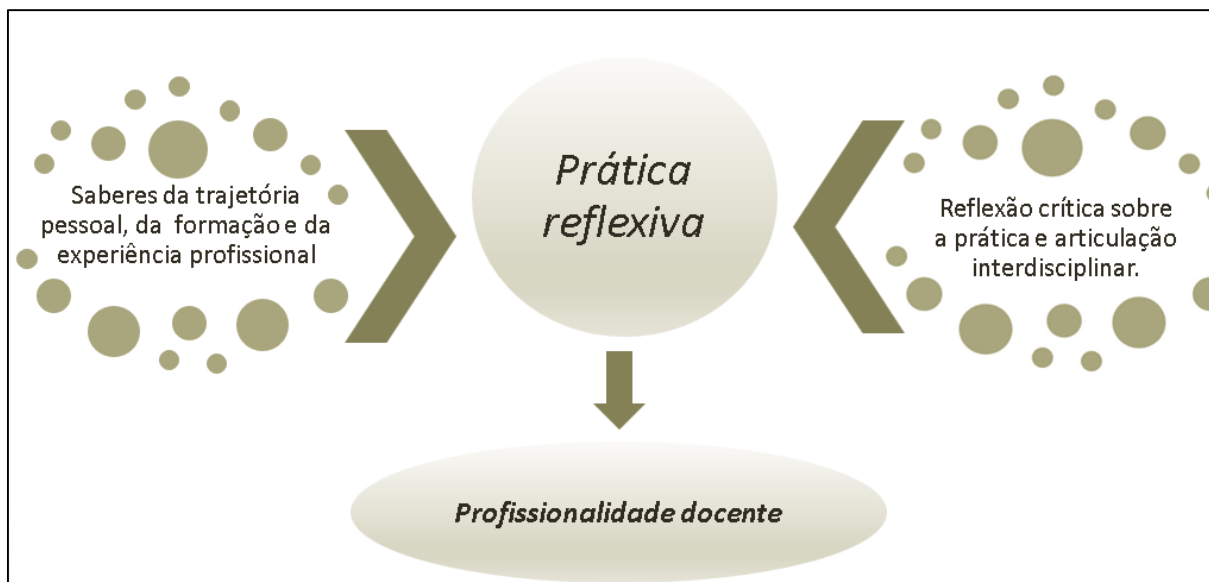 Saberes da trajetória
pessoal, da formação e da
experiência profissional
Prática
reflexiva
Reflexão crítica sobre
a prática e articulação
interdisciplinar.
Profissionalidade docente